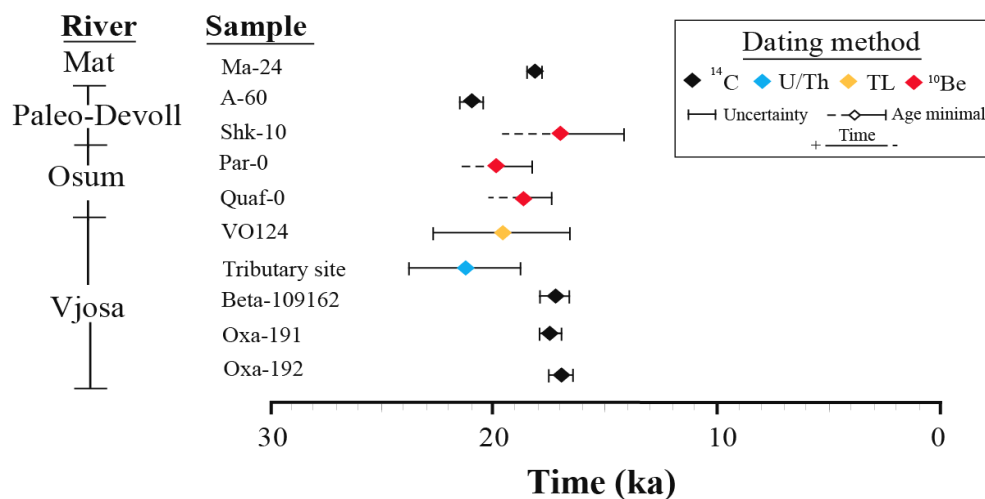 River
Sample
Dating method
¹⁴C U/Th TL ¹⁰Be
Uncertainty Age minimal
+ Time -
Mat
Paleo-Devoll
Osum
Vjosa
Ma-24
A-60
Shk-10
Par-0
Quaf-0
VO124
Tributary site
Beta-109162
Oxa-191
Oxa-192
30 20 10 0
Time (ka)